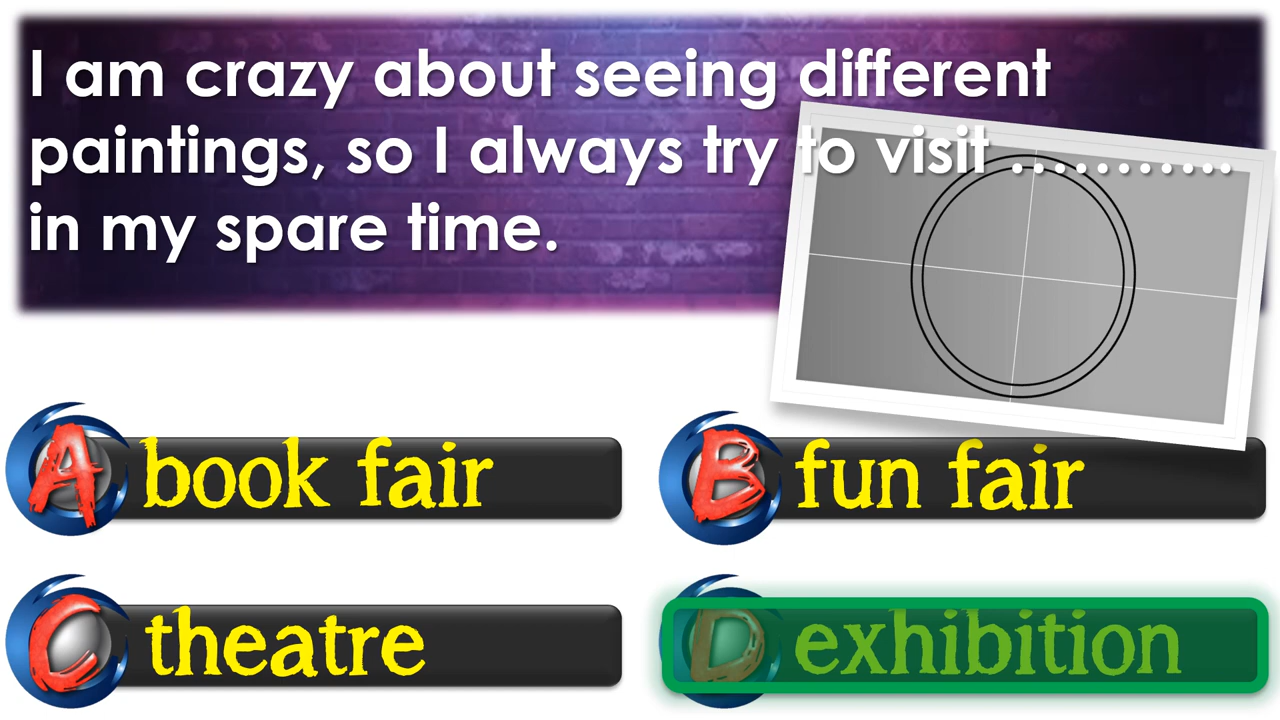 I am crazy about seeing different
paintings, so I always try to visit ………..
in my spare time.
A book fair
B fun fair
C theatre
D exhibition